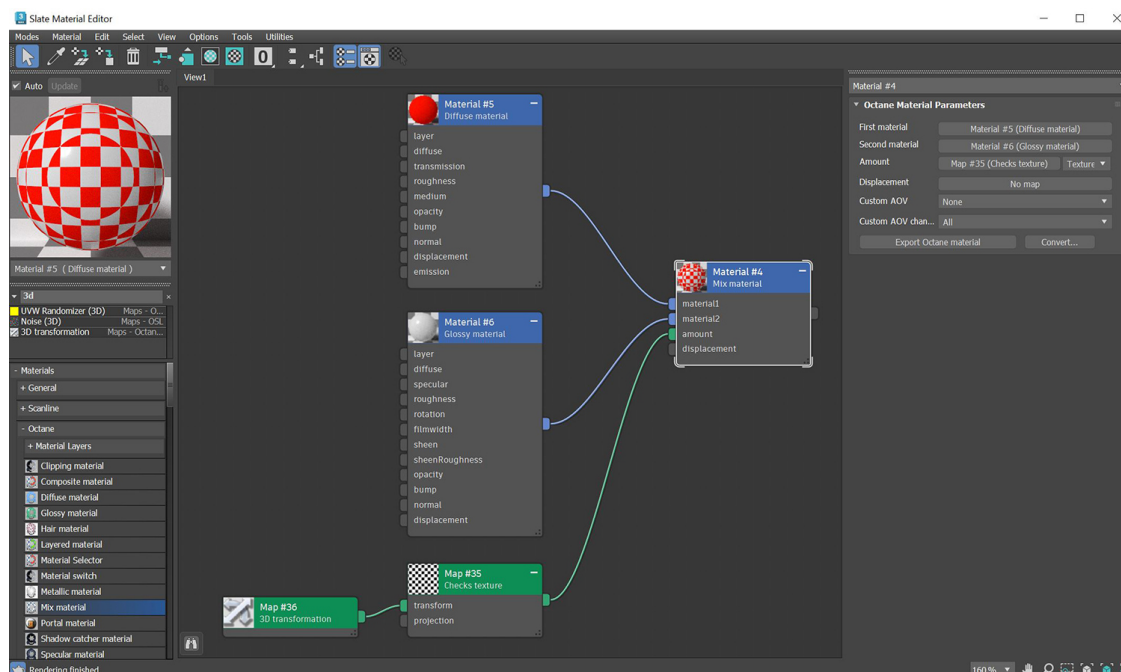 Slate Material Editor
Modes Material Edit Select View Options Tools Utilities
0
View1
Auto Update
Material #5 ( Diffuse material )
3d
UVW Randomizer (3D) Maps - O...
Noise (3D) Maps - OSL
3D transformation Maps - Octan...
- Materials
+ General
+ Scanline
- Octane
+ Material Layers
Clipping material
Composite material
Diffuse material
Glossy material
Hair material
Layered material
Material Selector
Material switch
Metallic material
Mix material
Portal material
Shadow catcher material
Specular material
Rendering finished
Material #5
Diffuse material
layer
diffuse
transmission
roughness
medium
opacity
bump
normal
displacement
emission
Material #6
Glossy material
layer
diffuse
specular
roughness
rotation
filmwidth
sheen
sheenRoughness
opacity
bump
normal
displacement
Map #35
Checks texture
transform
projection
Map #36
3D transformation
Material #4
Mix material
material1
material2
amount
displacement
Material #4
Octane Material Parameters
First material Material #5 (Diffuse material)
Second material Material #6 (Glossy material)
Amount Map #35 (Checks texture) Texture
Displacement No map
Custom AOV None
Custom AOV chan... All
Export Octane material Convert...
160%